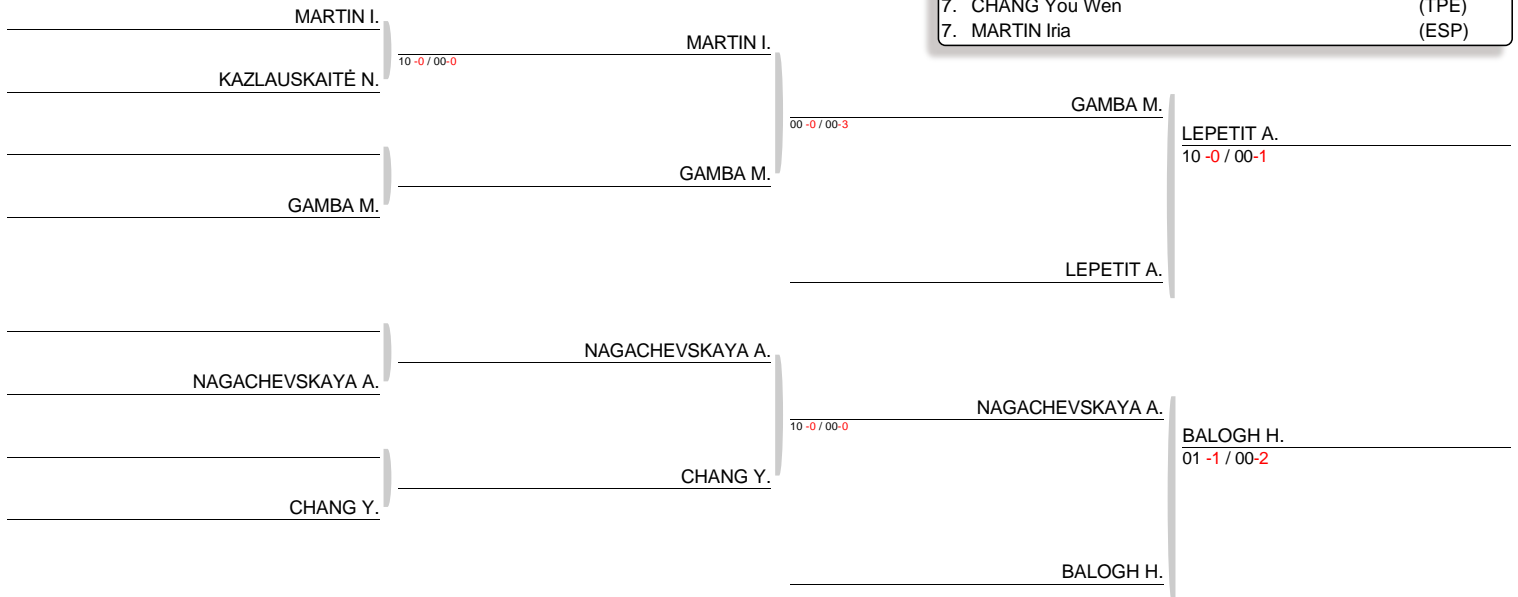 7. CHANG You Wen (TPE)
7. MARTIN Iria (ESP)
MARTIN I.
KAZLAUSKAITĖ N.
GAMBA M.
MARTIN I.
10 -0 / 00-0
GAMBA M.
GAMBA M.
00 -0 / 00-3
LEPETIT A.
LEPETIT A.
10 -0 / 00-1
NAGACHEVSKAYA A.
CHANG Y.
NAGACHEVSKAYA A.
CHANG Y.
NAGACHEVSKAYA A.
10 -0 / 00-0
BALOGH H.
BALOGH H.
01 -1 / 00-2